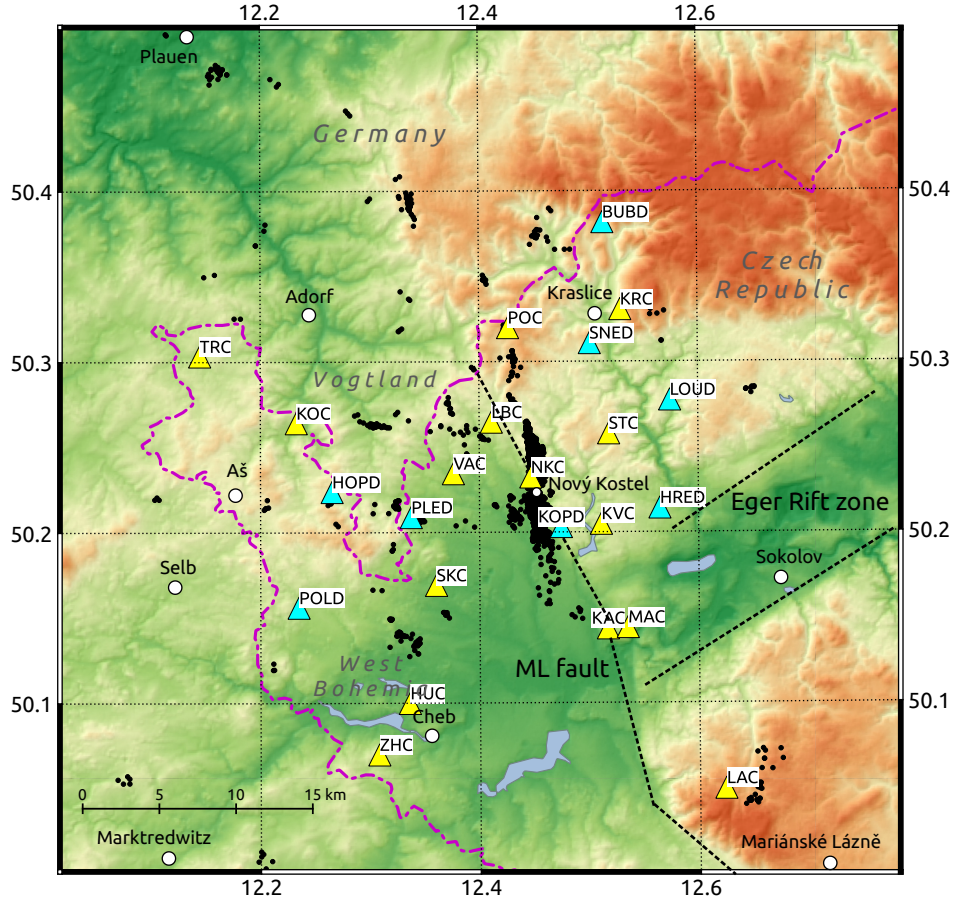 12.2
12.4
12.6
Plauen
Germany
50.4
50.4
BUBD
Czech
Republic
Adorf
Kraslice
KRC
POC
SNED
TRC
50.3
50.3
Vogtland
LOUD
KOC
LBC
STC
VAC
NKC
Aš
HOPD
Nový Kostel
PLED
KOPD
KVC
HRED
Eger Rift zone
50.2
50.2
Sokolov
Selb
SKC
POLD
KAC
MAC
West
Bohemia
ML fault
HUC
50.1
50.1
Cheb
ZHC
LAC
0 5 10 15 km
Marktredwitz
Mariánské Lázně
12.2
12.4
12.6